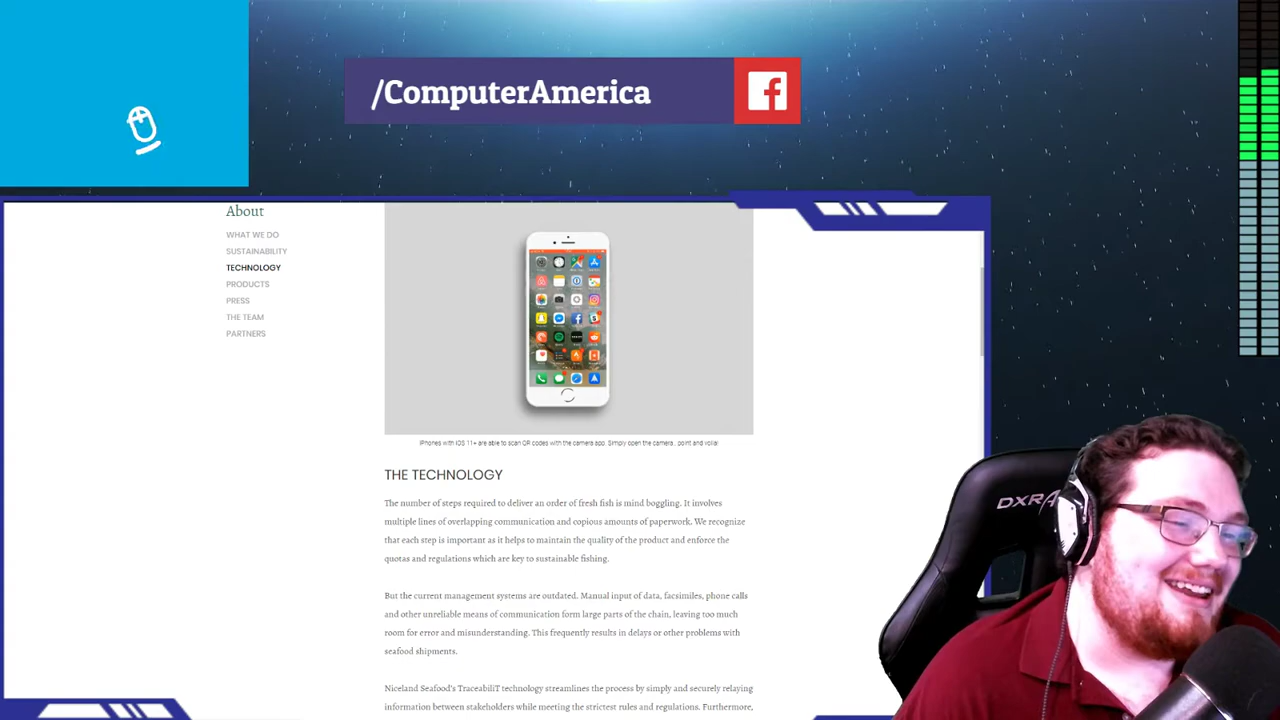 /ComputerAmerica
About
WHAT WE DO
SUSTAINABILITY
TECHNOLOGY
PRODUCTS
PRESS
THE TEAM
PARTNERS
iPhones with iOS 11+ are able to scan QR codes with the camera app. Simply open the camera , point and voila!
THE TECHNOLOGY
The number of steps required to deliver an order of fresh fish is mind boggling. It involves
multiple lines of overlapping communication and copious amounts of paperwork. We recognize
that each step is important as it helps to maintain the quality of the product and enforce the
quotas and regulations which are key to sustainable fishing.
But the current management systems are outdated. Manual input of data, facsimiles, phone calls
and other unreliable means of communication form large parts of the chain, leaving too much
room for error and misunderstanding. This frequently results in delays or other problems with
seafood shipments.
Niceland Seafood's TraceabiliT technology streamlines the process by simply and securely relaying
information between stakeholders while meeting the strictest rules and regulations. Furthermore,
DXR